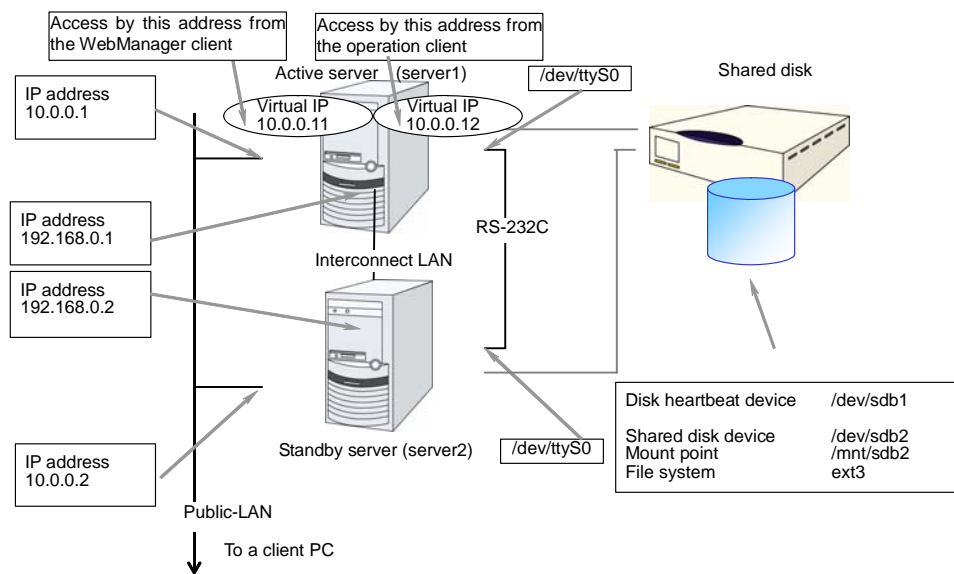 Access by this address from
the WebManager client
Access by this address from
the operation client
Active server (server1)
/dev/ttyS0
Shared disk
IP address
10.0.0.1
Virtual IP
10.0.0.11
Virtual IP
10.0.0.12
IP address
192.168.0.1
RS-232C
Interconnect LAN
IP address
192.168.0.2
Disk heartbeat device /dev/sdb1
Shared disk device /dev/sdb2
Mount point /mnt/sdb2
File system ext3
Standby server (server2)
/dev/ttyS0
IP address
10.0.0.2
Public-LAN
To a client PC